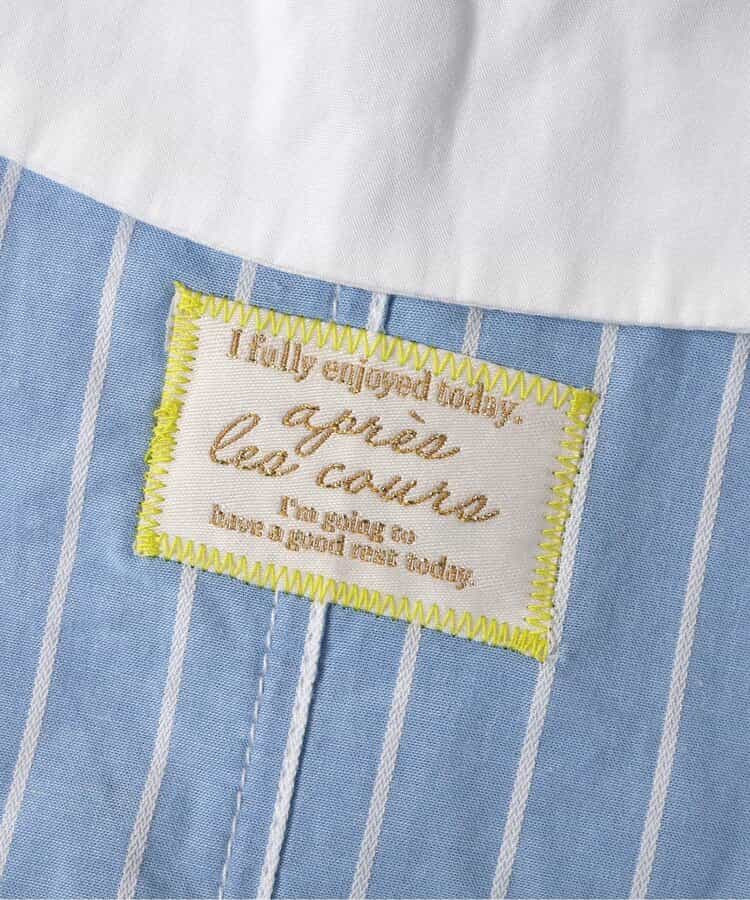 I fully enjoyed today.
après
les cours
I'm going to
have a good rest today.